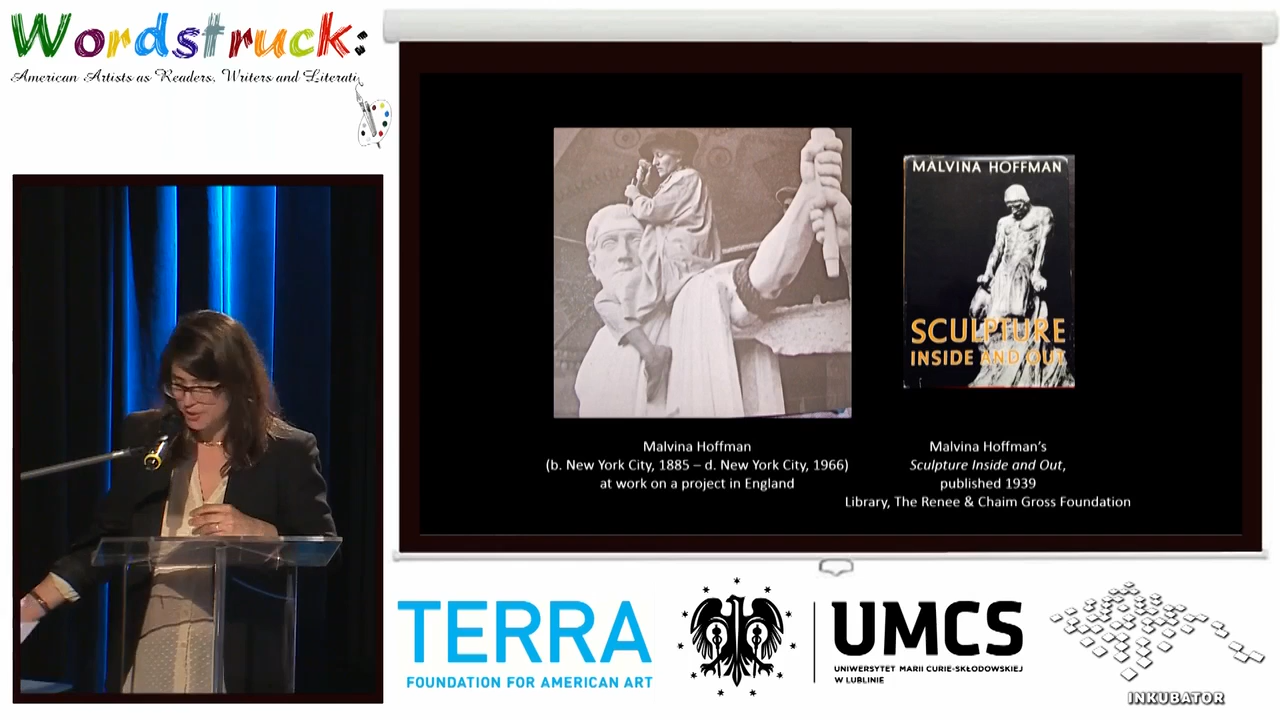 Wordstruck:
American Artists as Readers, Writers and Literati
MALVINA HOFFMAN
SCULPTURE
INSIDE AND OUT
Malvina Hoffman
(b. New York City, 1885 – d. New York City, 1966)
at work on a project in England
Malvina Hoffman's
Sculpture Inside and Out,
published 1939
Library, The Renee & Chaim Gross Foundation
TERRA
FOUNDATION FOR AMERICAN ART
UMCS
UNIWERSYTET MARII CURIE-SKŁODOWSKIEJ
W LUBLINIE
INKUBATOR